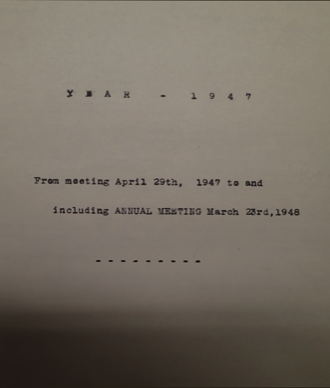 Y E A R - 1 9 4 7
From meeting April 29th, 1947 to and
including ANNUAL MEETING March 23rd,1948
- - - - - - - - -